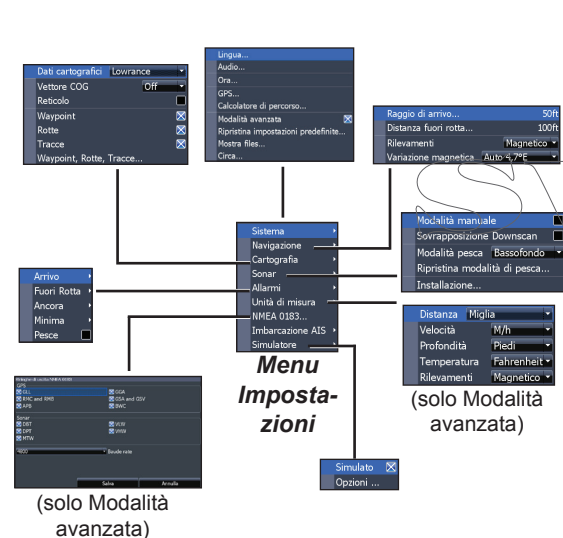 Lingua...
Audio...
Ora...
GPS...
Calcolatore di percorso...
Modalità avanzata
Ripristina impostazioni predefinite...
Mostra files...
Circa...
Dati cartografici Lowrance
Vettore COG Off
Reticolo
Waypoint
Rotte
Tracce
Waypoint, Rotte, Tracce...
Raggio di arrivo... 50ft
Distanza fuori rotta... 100ft
Rilevamenti Magnetico
Variazione magnetica Auto 4.7°E
Modalità manuale
Sovrapposizione Downscan
Modalità pesca Bassofondo
Ripristina modalità di pesca...
Installazione...
Sistema
Navigazione
Cartografia
Sonar
Allarmi
Unità di misura
NMEA 0183...
Imbarcazione AIS
Simulatore
Menu
Imposta-
zioni
Arrivo
Fuori Rotta
Ancora
Minima
Pesce
Distanza Miglia
Velocità M/h
Profondità Piedi
Temperatura Fahrenheit
Rilevamenti Magnetico
(solo Modalità
avanzata)
GPS
GLL GGA
RMC and RMB GSA and GSV
APB BWC
Sonar
DBT VLW
DPT VHW
MTW
4800 Baude rate
Salva Annulla
(solo Modalità
avanzata)
Simulato
Opzioni ...